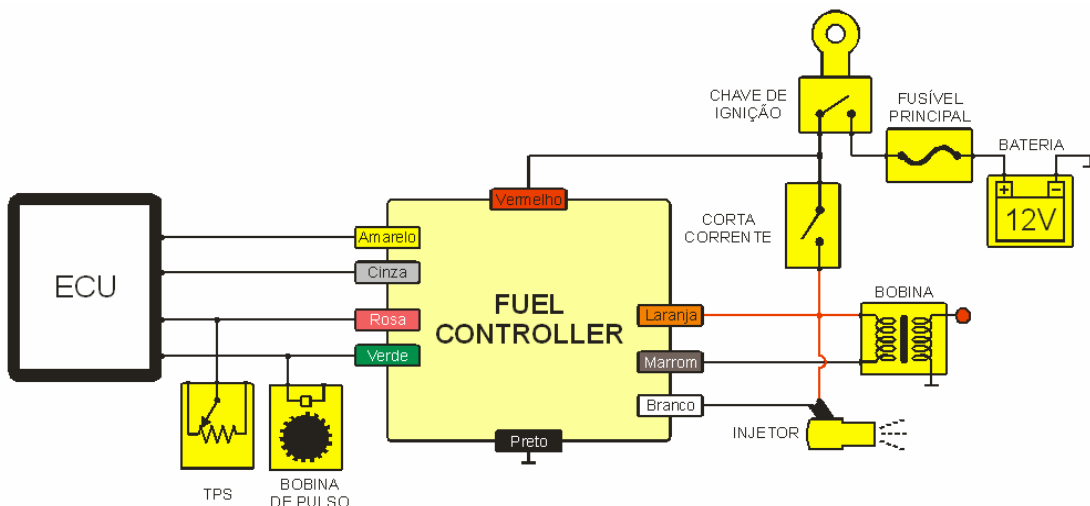 CHAVE DE
IGNIÇÃO
FUSÍVEL
PRINCIPAL
BATERIA
+
−
12V
Vermelho
CORTA
CORRENTE
Amarelo
Cinza
ECU
Rosa
Verde
FUEL
CONTROLLER
Laranja
Marrom
Branco
BOBINA
Preto
INJETOR
TPS
BOBINA
DE PULSO